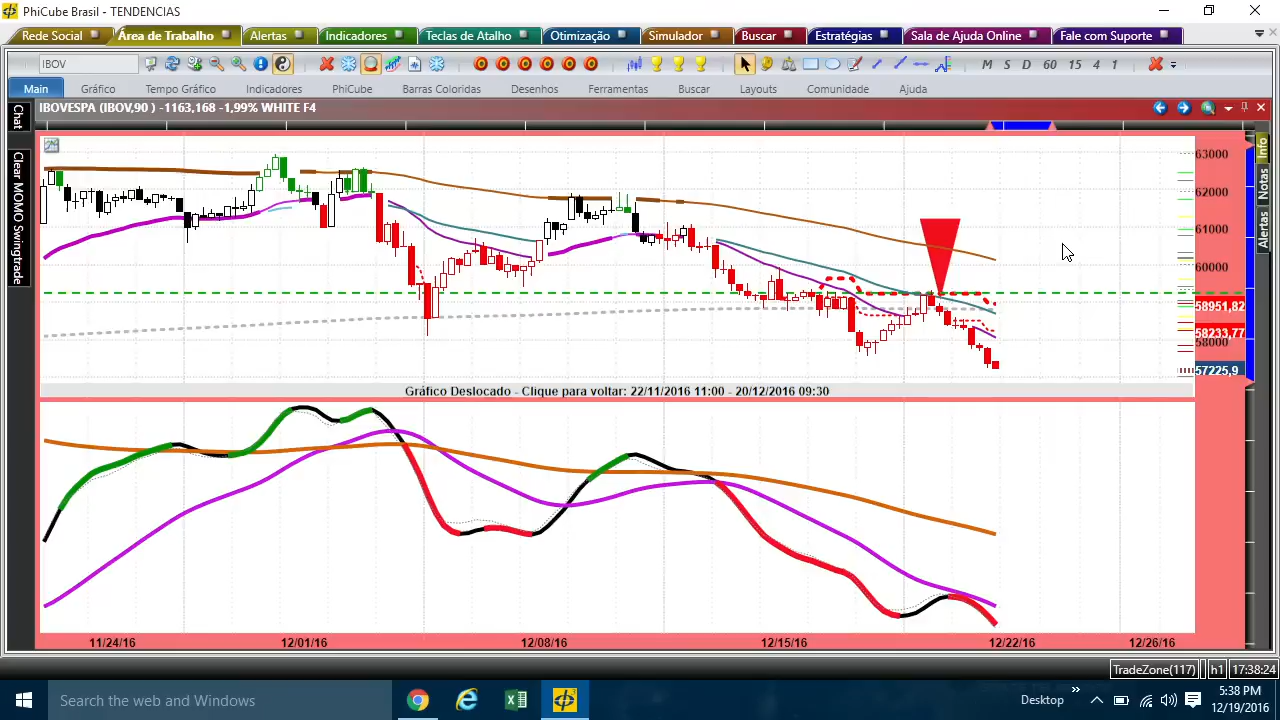 PhiCube Brasil - TENDENCIAS
Rede Social Área de Trabalho Alertas Indicadores Teclas de Atalho Otimização Simulador Buscar Estratégias Sala de Ajuda Online Fale com Suporte
IBOV M S D 60 15 4 1
Main Gráfico Tempo Gráfico Indicadores PhiCube Barras Coloridas Desenhos Ferramentas Buscar Layouts Comunidade Ajuda
IBOVESPA (IBOV,90 ) -1163,168 -1,99% WHITE F4
Chat
Clear MIMO Swingtrade
Info
Notas
Alertas
63000
62000
61000
60000
58951,82
58233,77
58000
57225,9
Gráfico Deslocado - Clique para voltar: 22/11/2016 11:00 - 20/12/2016 09:30
11/24/16 12/01/16 12/08/16 12/15/16 12/22/16 12/26/16
TradeZone(117) h1 17:38:24
Search the web and Windows
Desktop
5:38 PM
12/19/2016